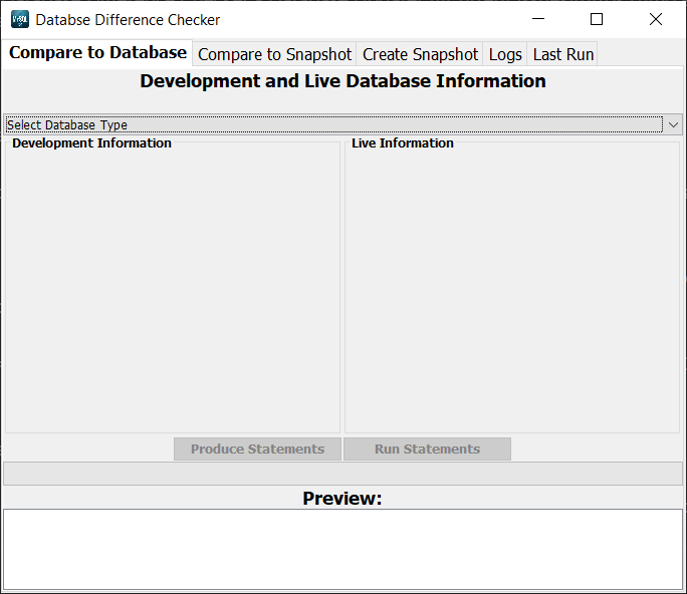 Databse Difference Checker
Compare to Database Compare to Snapshot Create Snapshot Logs Last Run
Development and Live Database Information
Select Database Type
Development Information Live Information
Produce Statements Run Statements
Preview: